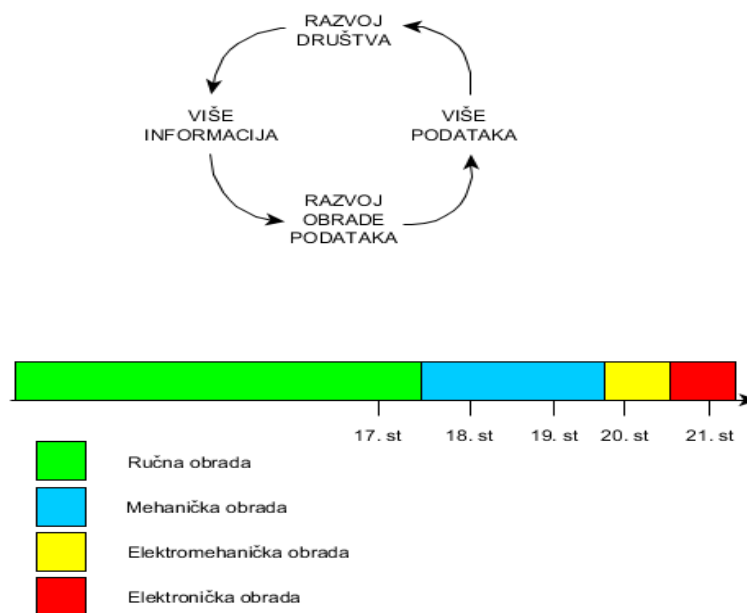 RAZVOJ
DRUŠTVA
VIŠE
INFORMACIJA
VIŠE
PODATAKA
RAZVOJ
OBRADE
PODATAKA
17. st
18. st
19. st
20. st
21. st
Ručna obrada
Mehanička obrada
Elektromehanička obrada
Elektronička obrada